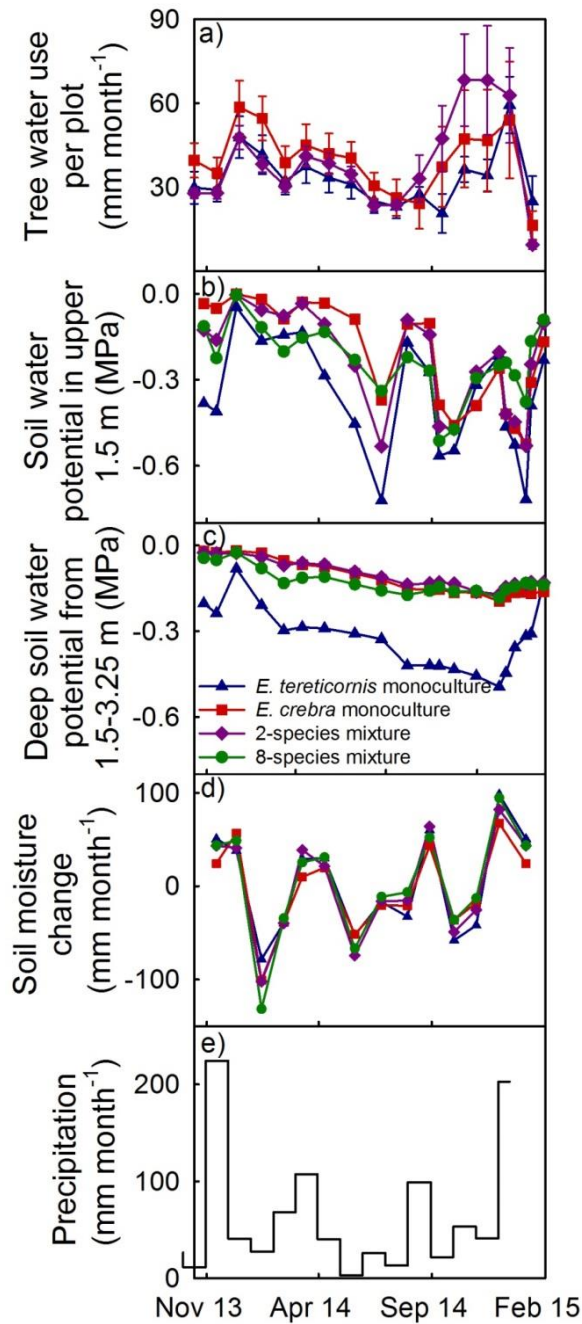 a)
Tree water use
per plot
(mm month⁻¹)
90
60
30
b)
Soil water
potential in upper
1.5 m (MPa)
0.0
-0.3
-0.6
c)
Deep soil water
potential from
1.5-3.25 m (MPa)
0.0
-0.3
-0.6
E. tereticornis monoculture
E. crebra monoculture
2-species mixture
8-species mixture
d)
Soil moisture
change
(mm month⁻¹)
100
0
-100
e)
Precipitation
(mm month⁻¹)
200
100
0
Nov 13 Apr 14 Sep 14 Feb 15